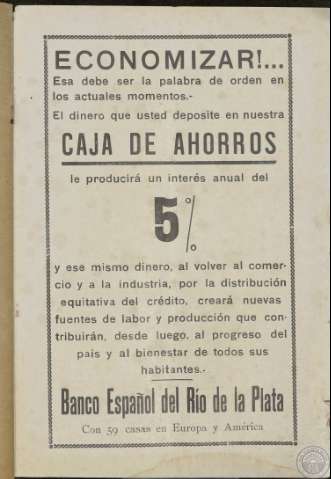 ECONOMIZAR!...
Esa debe ser la palabra de orden en
los actuales momentos.-
El dinero que usted deposite en nuestra
CAJA DE AHORROS
le producirá un interés anual del
5%
y ese mismo dinero, al volver al comer-
cio y a la industria, por la distribución
equitativa del crédito, creará nuevas
fuentes de labor y producción que con-
tribuirán, desde luego, al progreso del
pais y al bienestar de todos sus
habitantes.-
Banco Español del Río de la Plata
Con 59 casas en Europa y América